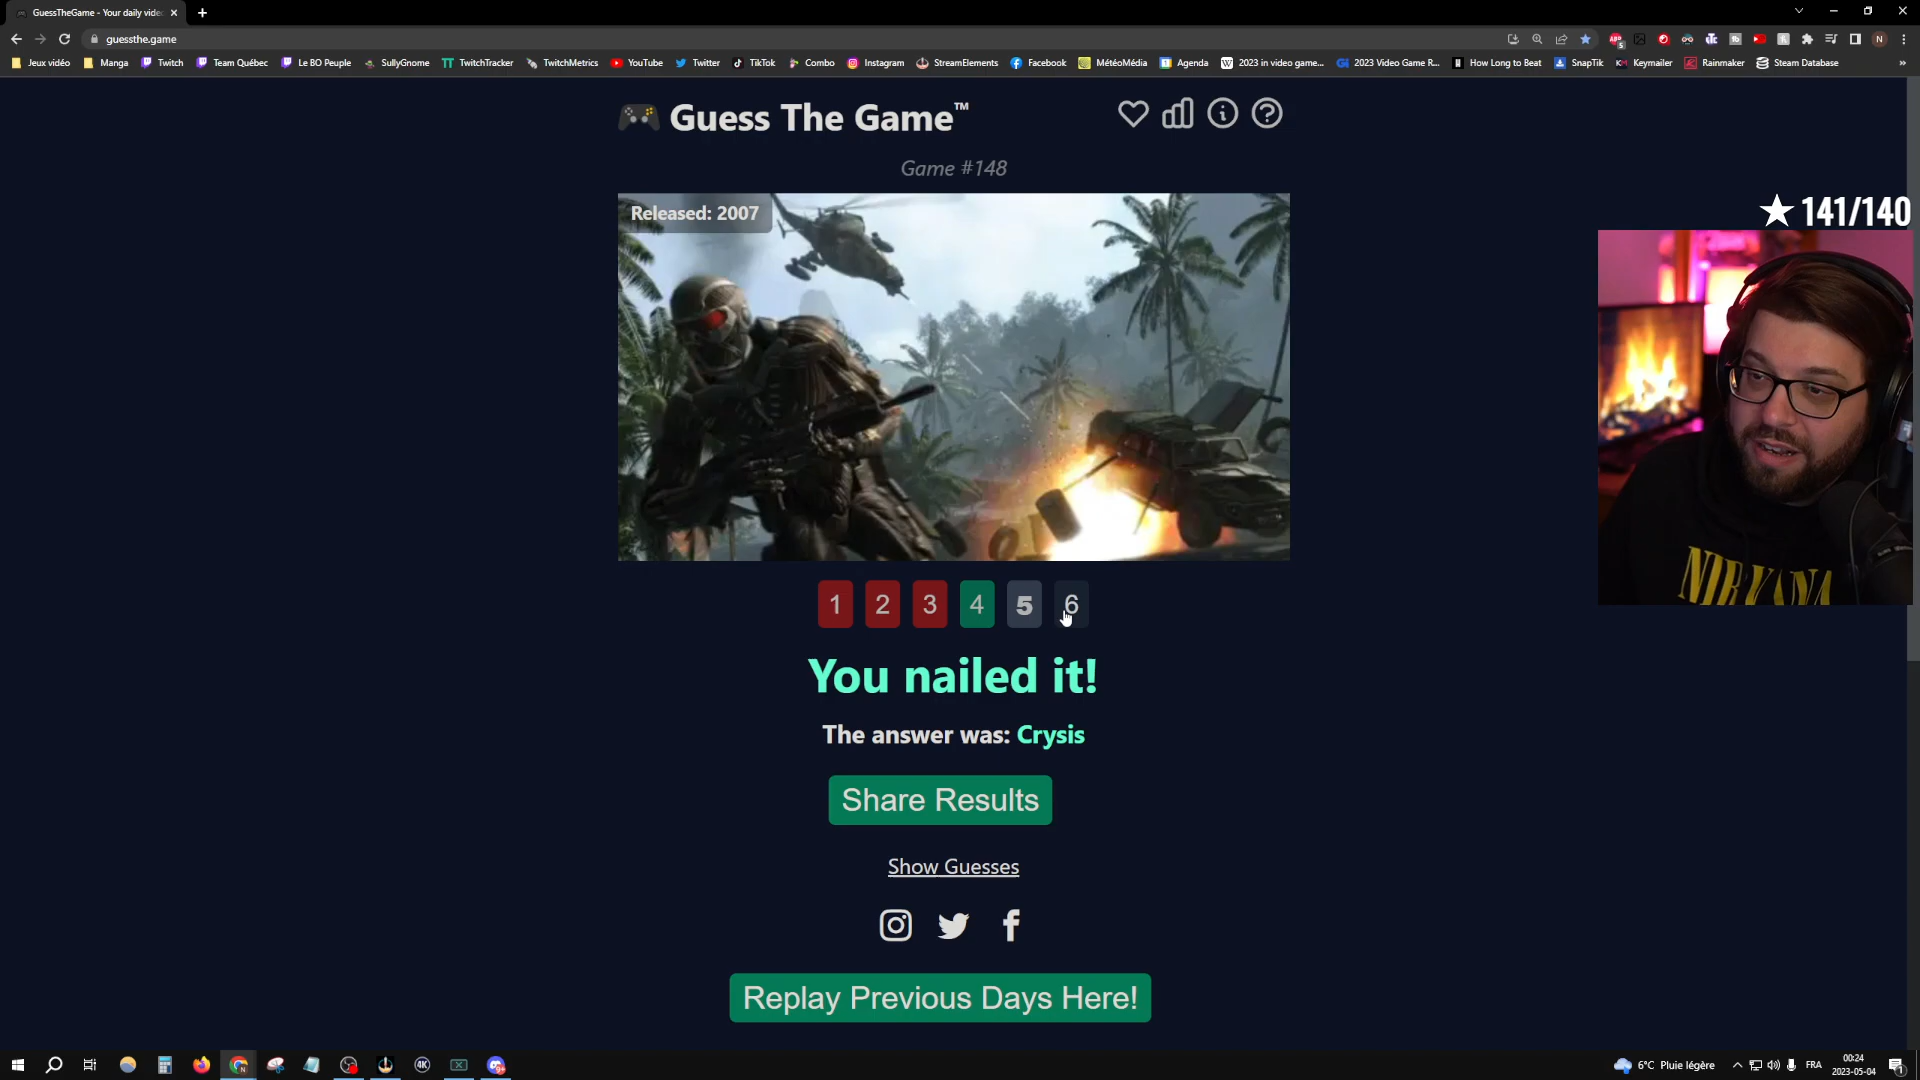 GuessTheGame - Your daily vide
guessthe.game
Jeux vidéo
Manga
Twitch
Team Québec
Le BO Peuple
SullyGnome
TwitchTracker
TwitchMetrics
YouTube
Twitter
TikTok
Combo
Instagram
StreamElements
Facebook
MétéoMédia
Agenda
2023 in video game...
2023 Video Game R...
How Long to Beat
SnapTik
Keymailer
Rainmaker
Steam Database
Guess The Game™
Game #148
Released: 2007
141/140
NIRVANA
1 2 3 4 5 6
You nailed it!
The answer was: Crysis
Share Results
Show Guesses
Replay Previous Days Here!
6°C Pluie légère
FRA
00:24
2023-05-04